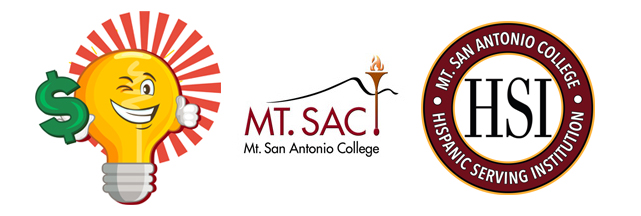 $
MT. SAC
Mt. San Antonio College
MT. SAN ANTONIO COLLEGE
HSI
• HISPANIC SERVING INSTITUTION •